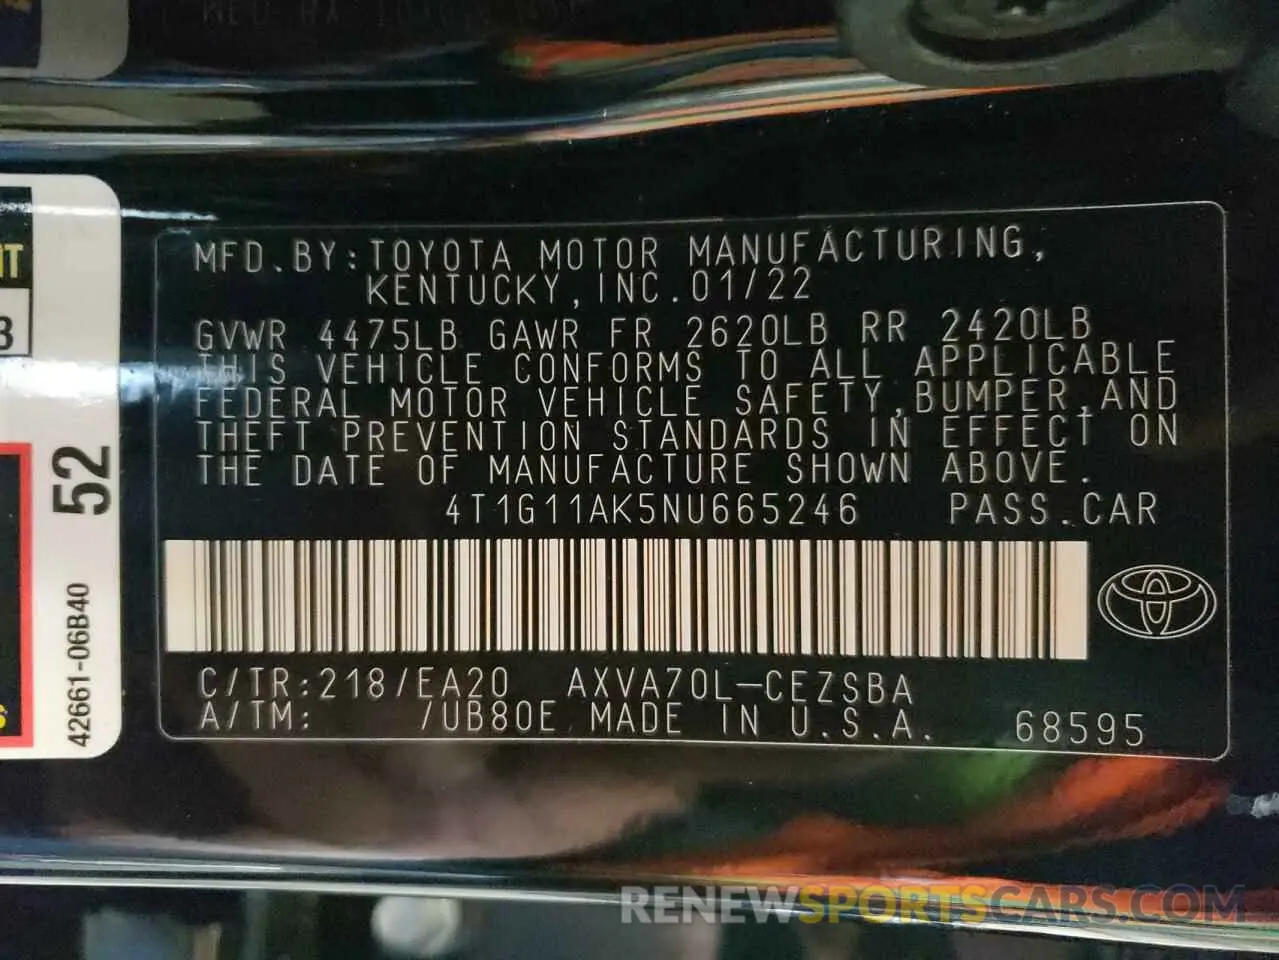 MFD.BY:TOYOTA MOTOR MANUFACTURING,
KENTUCKY,INC.01/22
GVWR 4475LB GAWR FR 2620LB RR 2420LB
THIS VEHICLE CONFORMS TO ALL APPLICABLE
FEDERAL MOTOR VEHICLE SAFETY,BUMPER,AND
THEFT PREVENTION STANDARDS IN EFFECT ON
THE DATE OF MANUFACTURE SHOWN ABOVE.
4T1G11AK5NU665246 PASS.CAR
C/TR:218/EA20 AXVA70L-CEZSBA
A/TM: /UB80E MADE IN U.S.A. 68595
52
42661-06B40
RENEWSPORTSCARS.COM